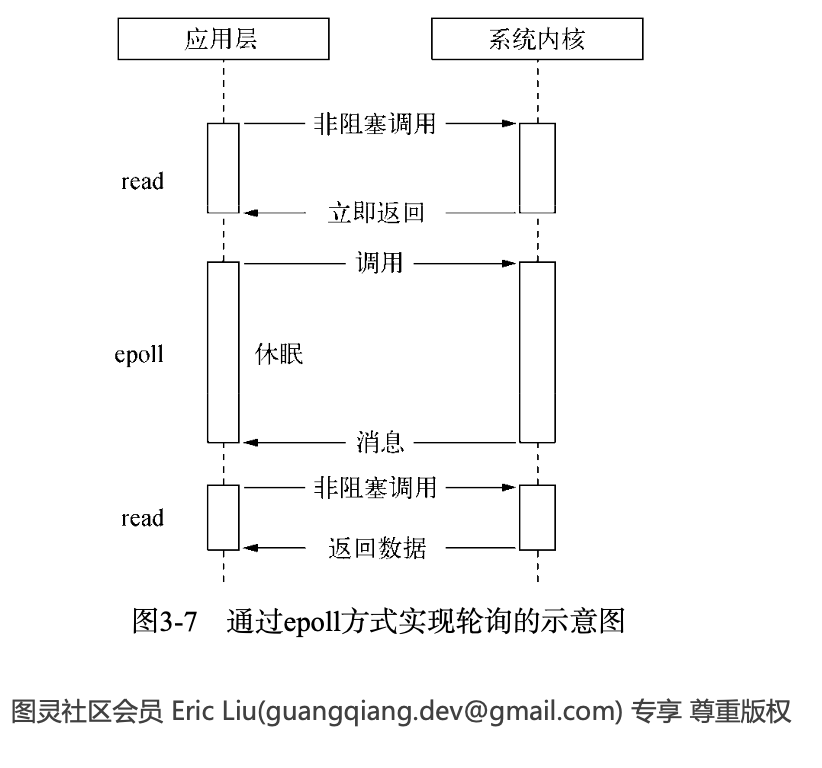 应用层 系统内核
非阻塞调用
read
立即返回
调用
epoll 休眠
消息
非阻塞调用
read
返回数据
图3-7 通过epoll方式实现轮询的示意图
图灵社区会员 Eric Liu(guangqiang.dev@gmail.com) 专享 尊重版权